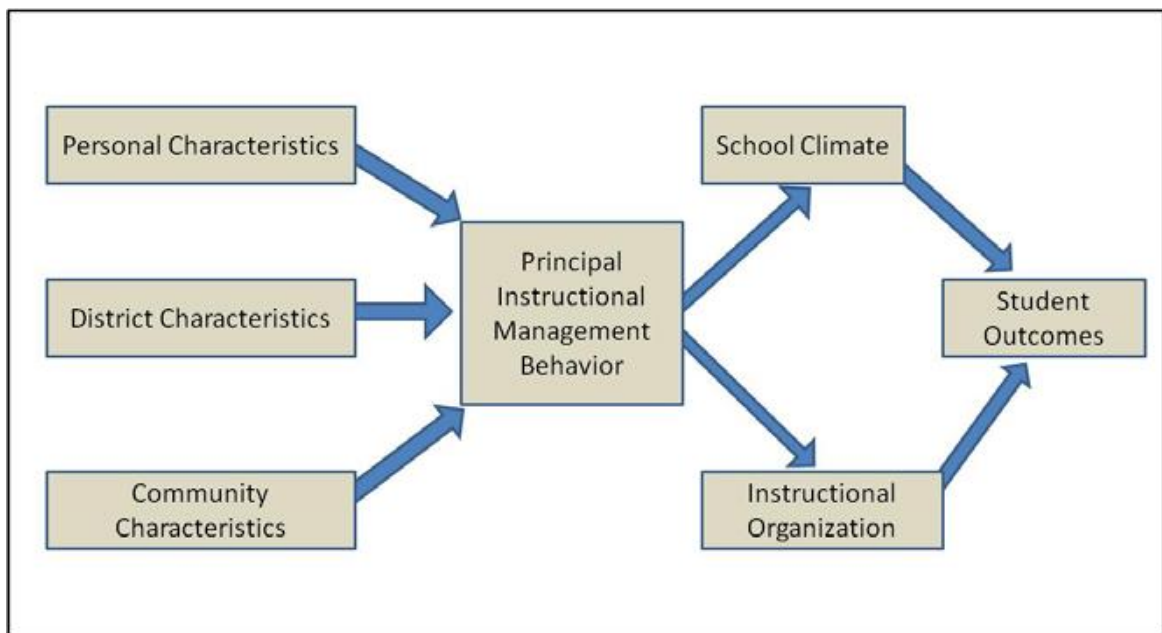 Personal Characteristics
District Characteristics
Community
Characteristics
Principal
Instructional
Management
Behavior
School Climate
Instructional
Organization
Student
Outcomes